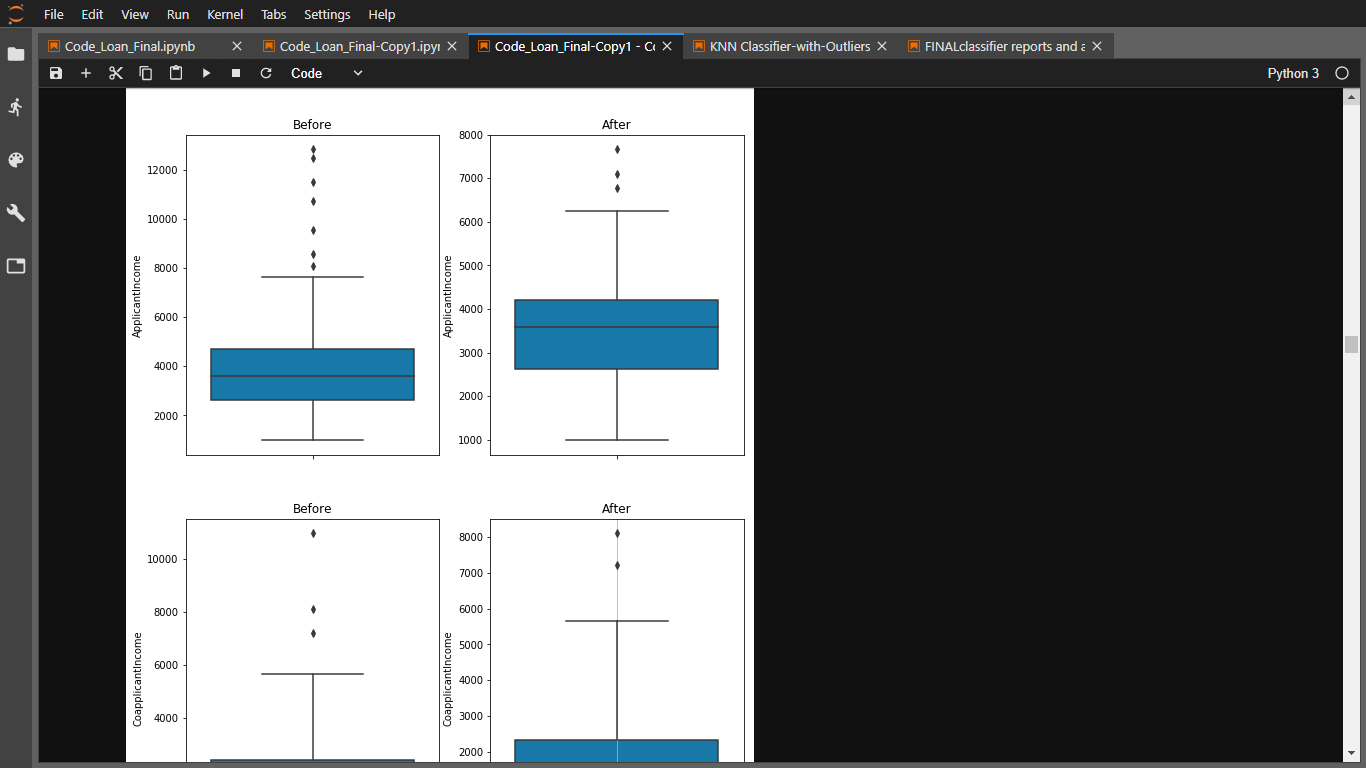 File Edit View Run Kernel Tabs Settings Help
Code_Loan_Final.ipynb
Code_Loan_Final-Copy1.ipyn
Code_Loan_Final-Copy1 - Co
KNN Classifier-with-Outliers
FINALclassifier reports and a
Code
Python 3
Before
12000
10000
8000
6000
4000
2000
ApplicantIncome
After
8000
7000
6000
5000
4000
3000
2000
1000
ApplicantIncome
Before
10000
8000
6000
4000
CoapplicantIncome
After
8000
7000
6000
5000
4000
3000
2000
CoapplicantIncome